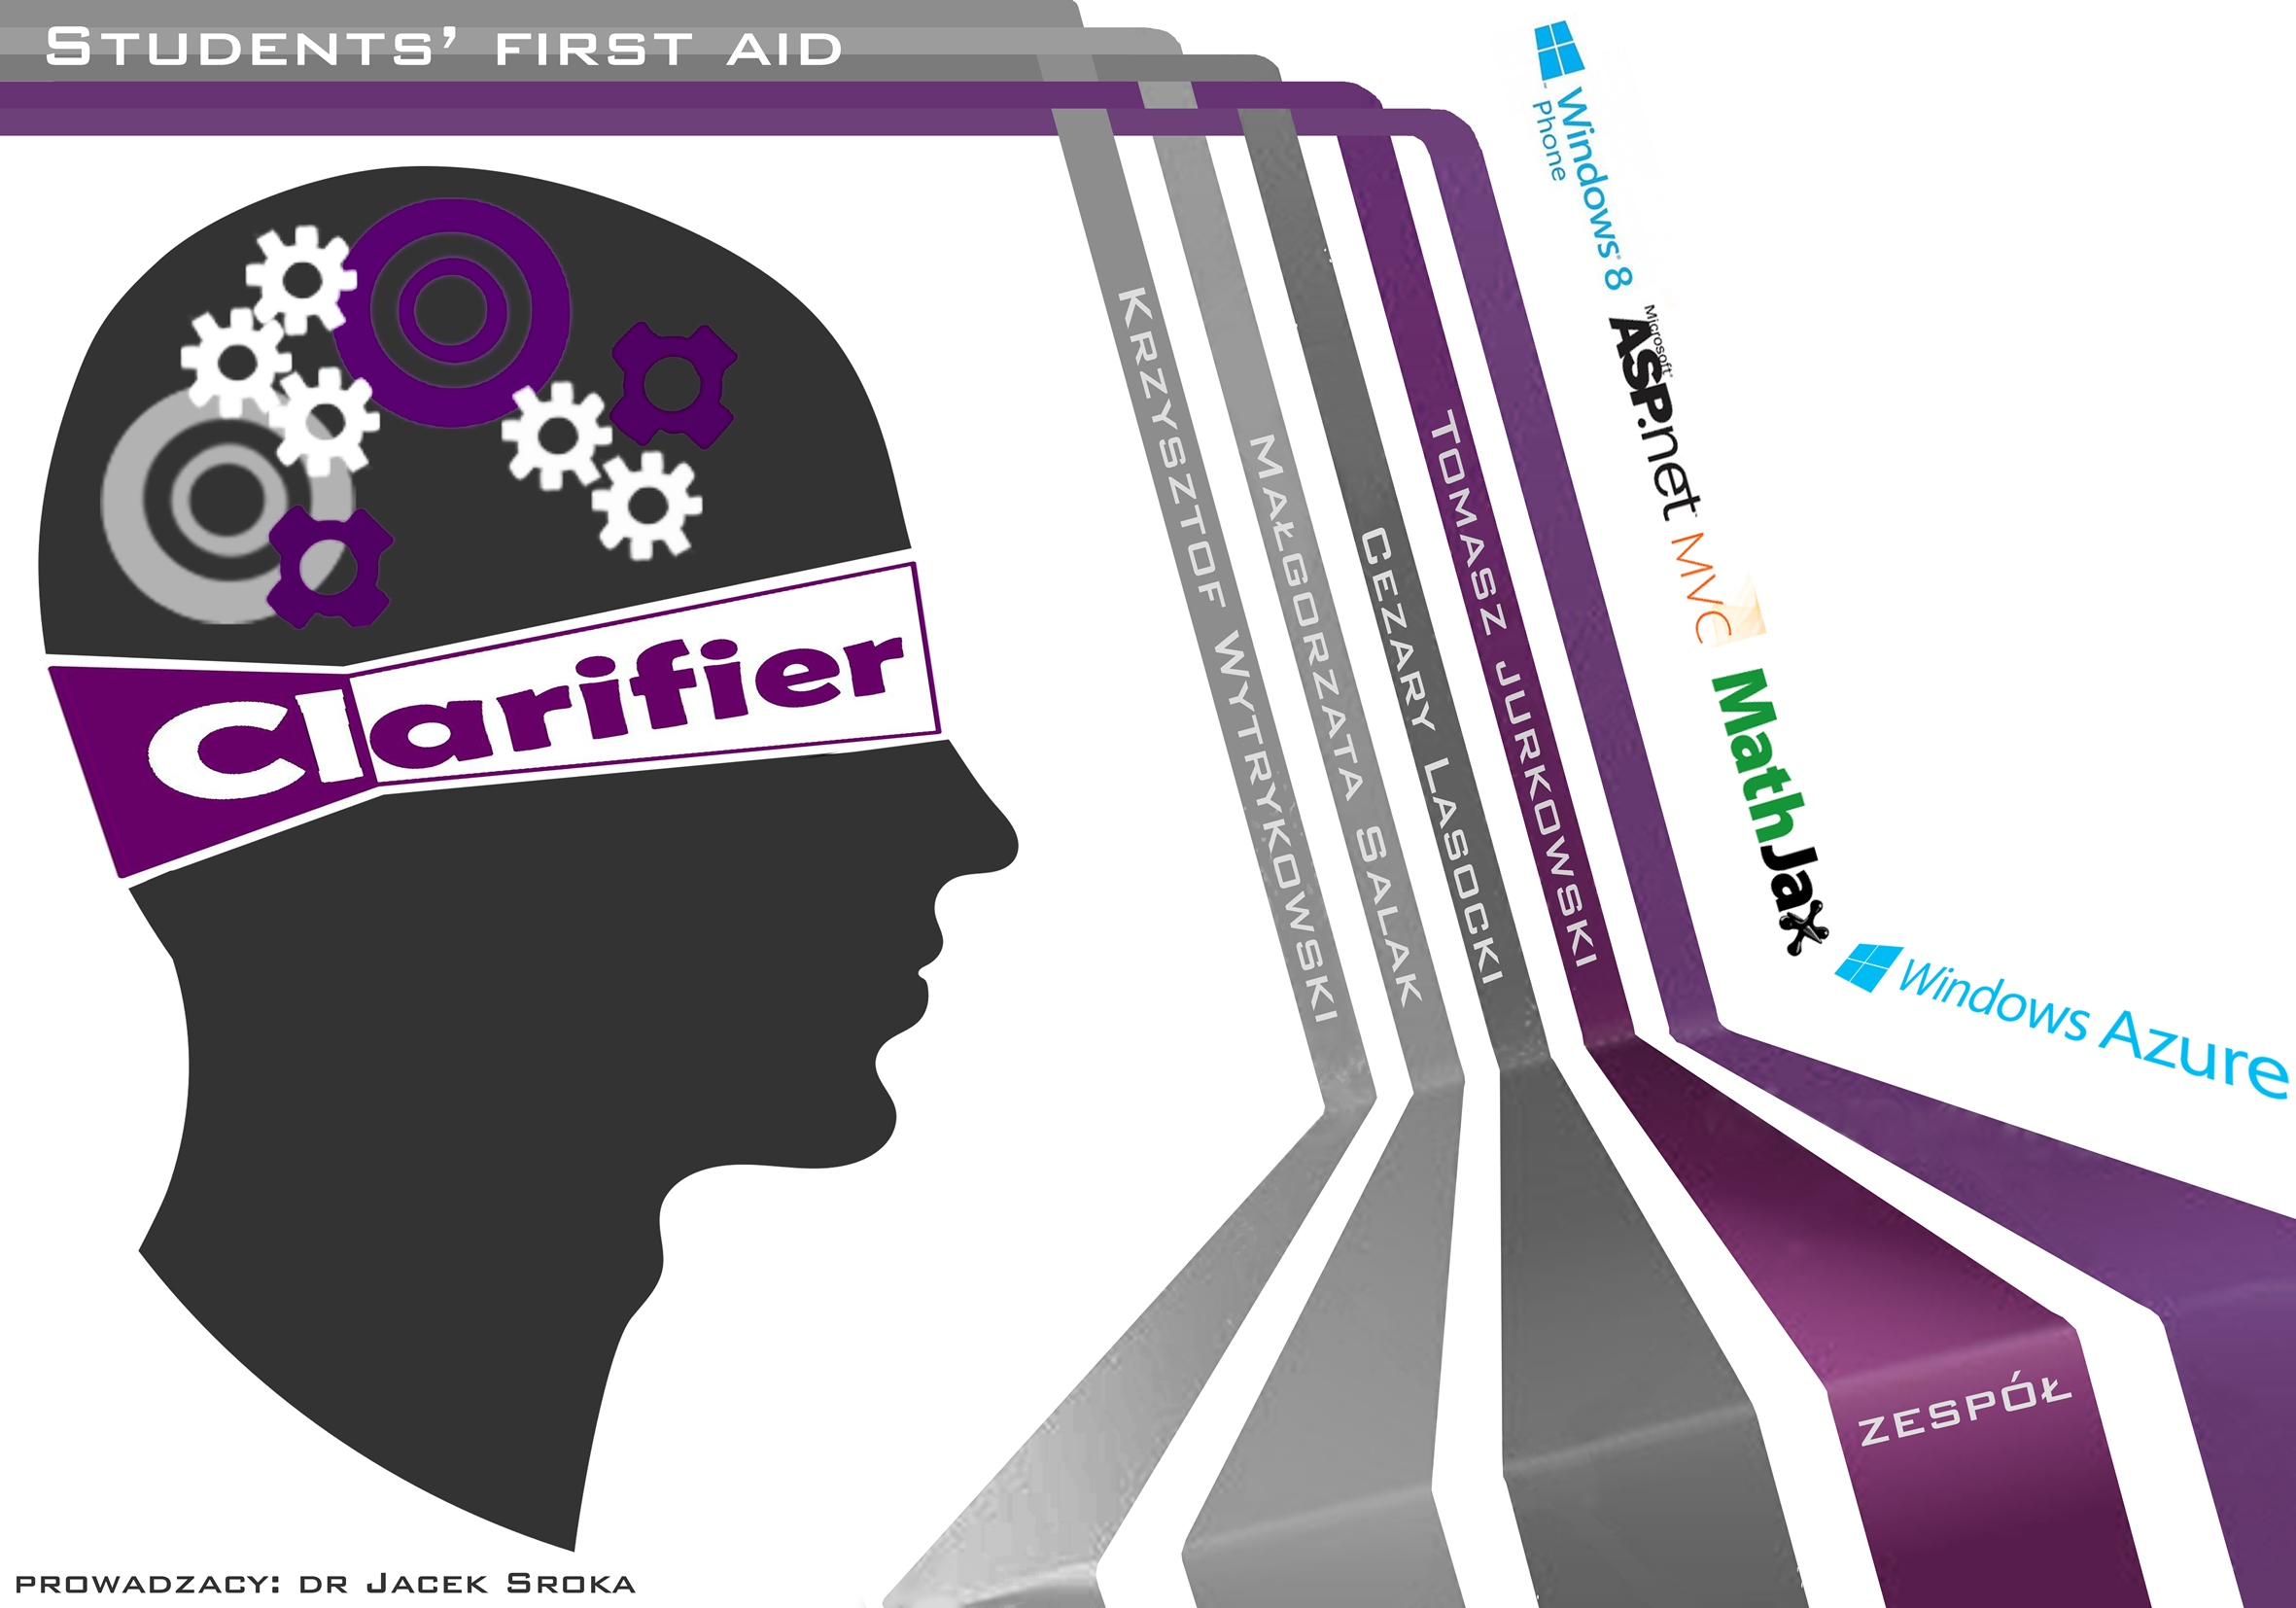 Students' first aid
Clarifier
Krzysztof Wytrykowski
Małgorzata Salak
Cezary Lasocki
Tomasz Jurkowski
Zespół
Windows 8
Phone
Microsoft
ASP.net
MVC
MathJax
Windows Azure
prowadzacy: dr Jacek Sroka